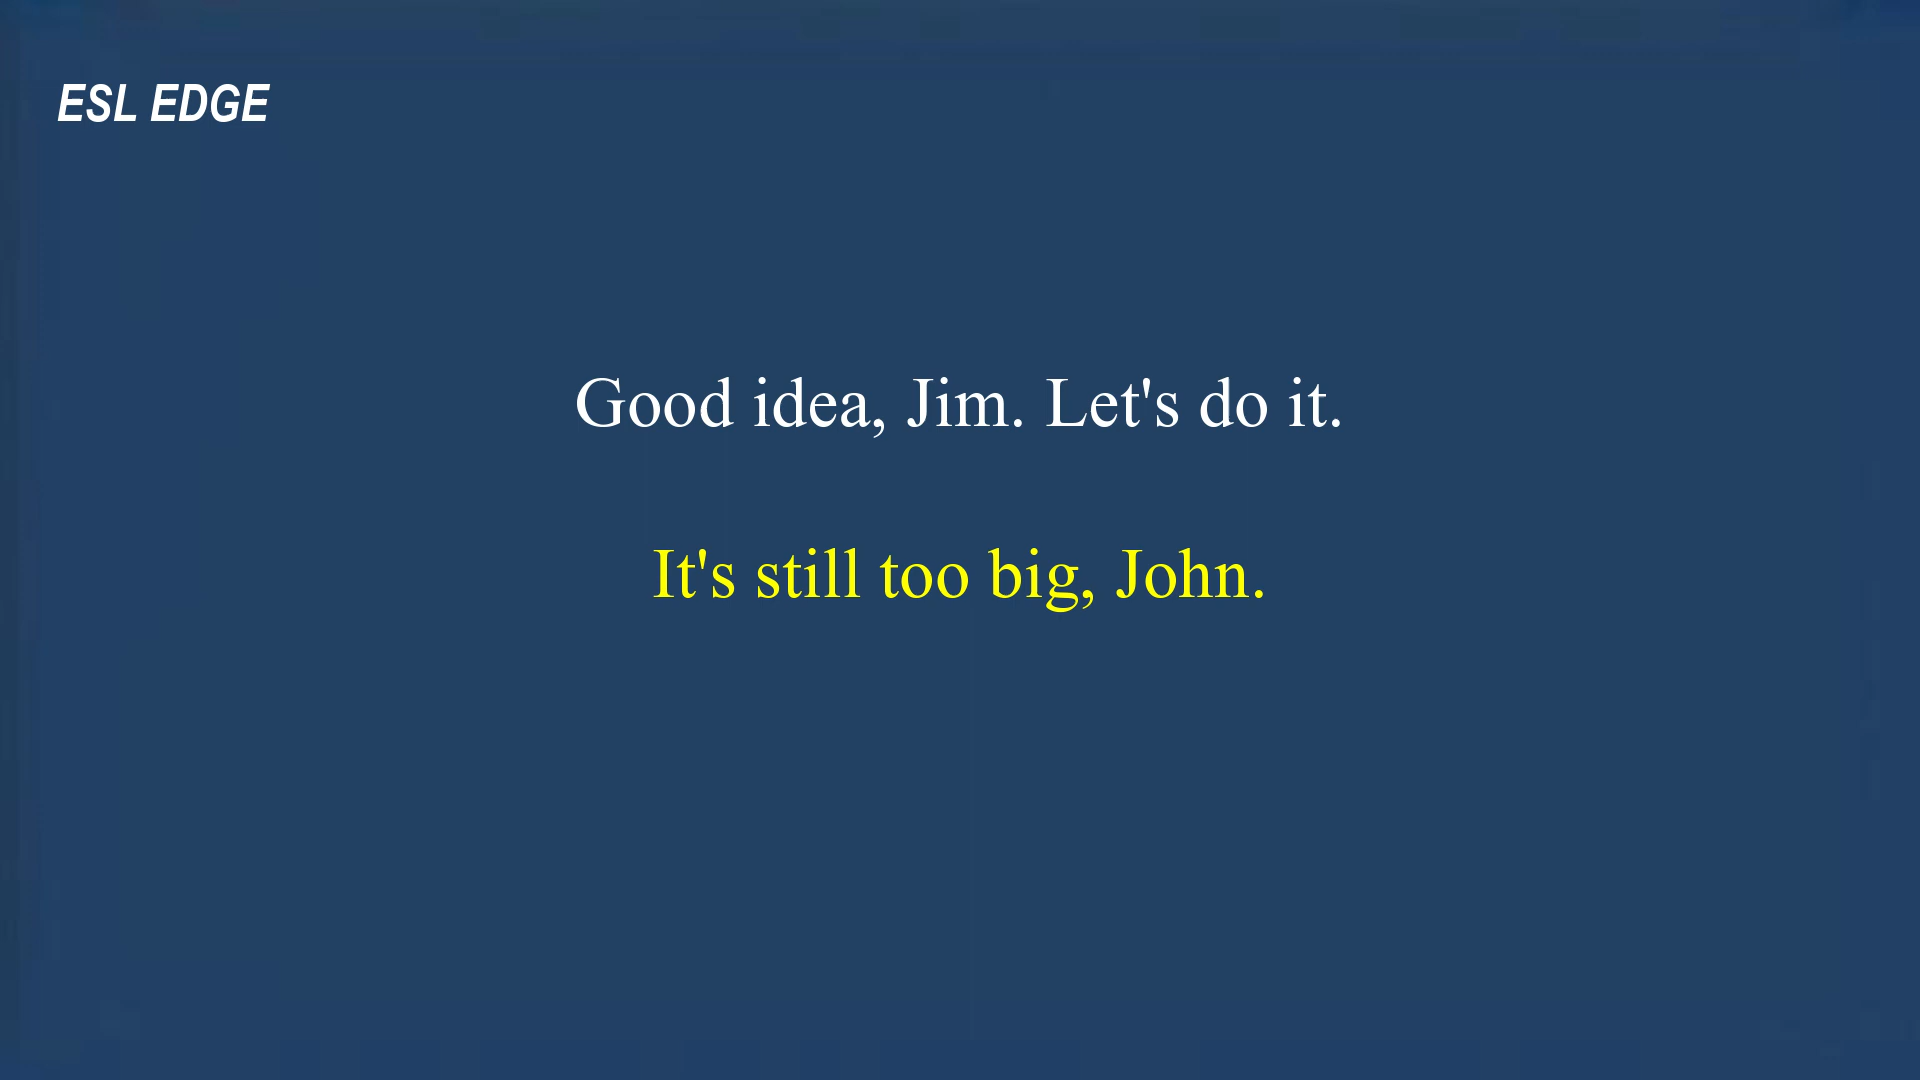 ESL EDGE
Good idea, Jim. Let's do it.
It's still too big, John.